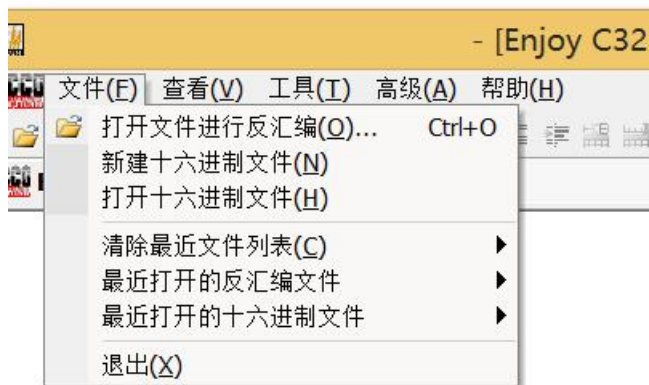 - [Enjoy C32
文件(F) 查看(V) 工具(T) 高级(A) 帮助(H)
打开文件进行反汇编(O)... Ctrl+O
新建十六进制文件(N)
打开十六进制文件(H)
清除最近文件列表(C)
最近打开的反汇编文件
最近打开的十六进制文件
退出(X)